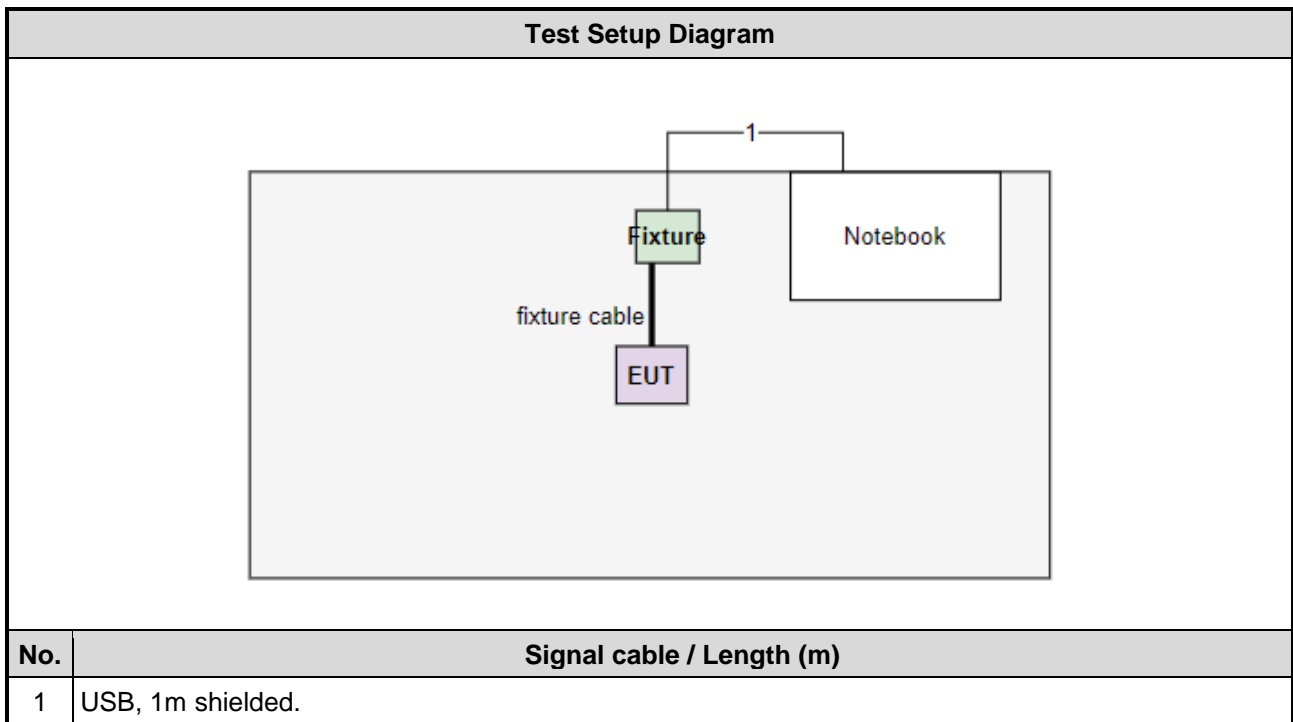 Test Setup Diagram
1
Fixture
Notebook
fixture cable
EUT
No. Signal cable / Length (m)
1 USB, 1m shielded.